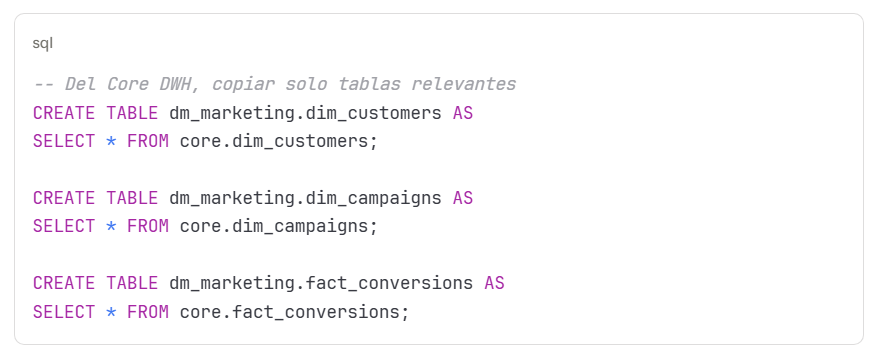 sql
-- Del Core DWH, copiar solo tablas relevantes
CREATE TABLE dm_marketing.dim_customers AS
SELECT * FROM core.dim_customers;
CREATE TABLE dm_marketing.dim_campaigns AS
SELECT * FROM core.dim_campaigns;
CREATE TABLE dm_marketing.fact_conversions AS
SELECT * FROM core.fact_conversions;